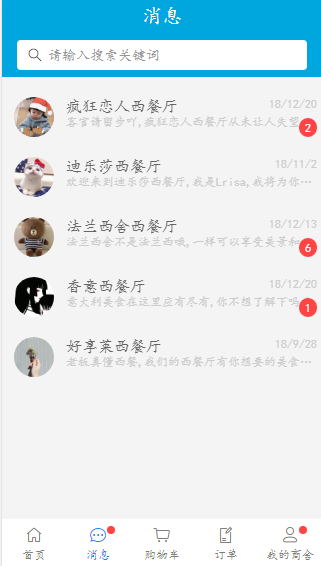 消息
请输入搜索关键词
疯狂恋人西餐厅 18/12/20
客官请留步吖,疯狂恋人西餐厅从未让人失望 2
迪乐莎西餐厅 18/11/2
欢迎来到迪乐莎西餐厅,我是Lrisa,我将为你…
法兰西舍西餐厅 18/12/13
法兰西舍不是法兰西哦,一样可以享受美景和 6
香意西餐厅 18/12/20
意大利美食在这里应有尽有,你不想了解下吗 1
好享莱西餐厅 18/9/28
老板真懂西餐,我们的西餐厅有你想要的美食…
首页 消息 购物车 订单 我的商舍